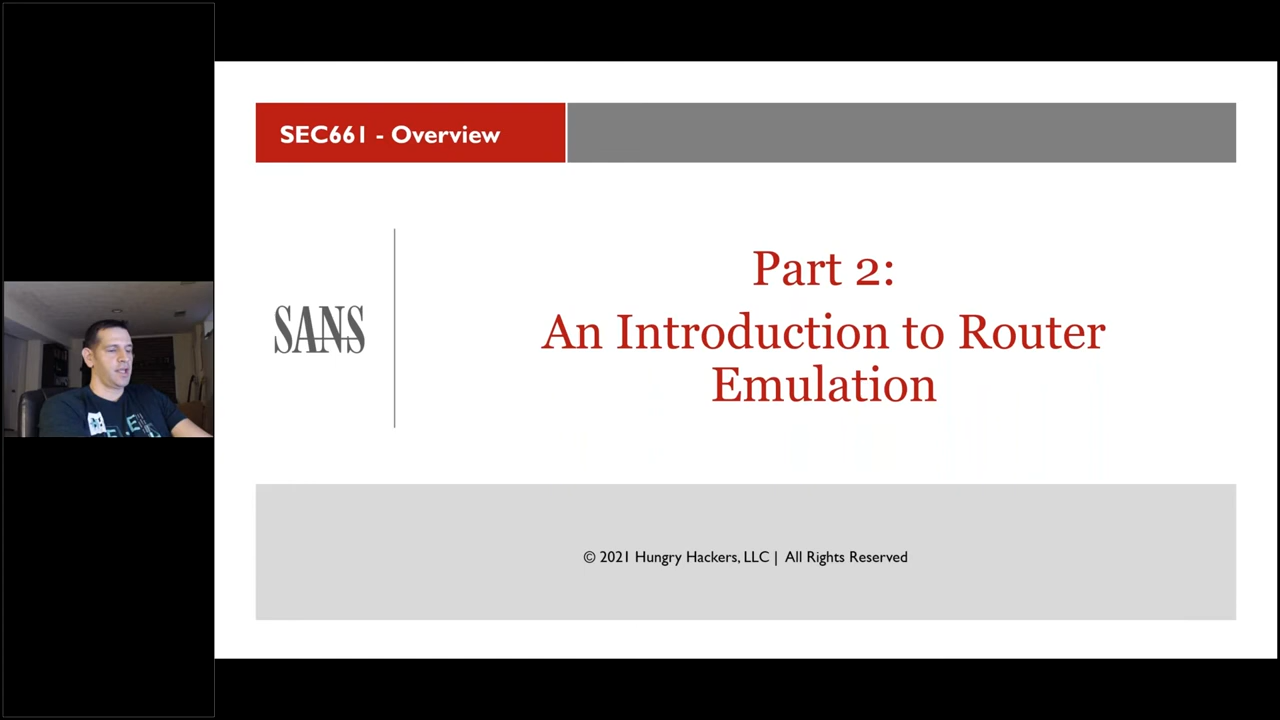 SEC661 - Overview
SANS
Part 2:
An Introduction to Router
Emulation
© 2021 Hungry Hackers, LLC | All Rights Reserved